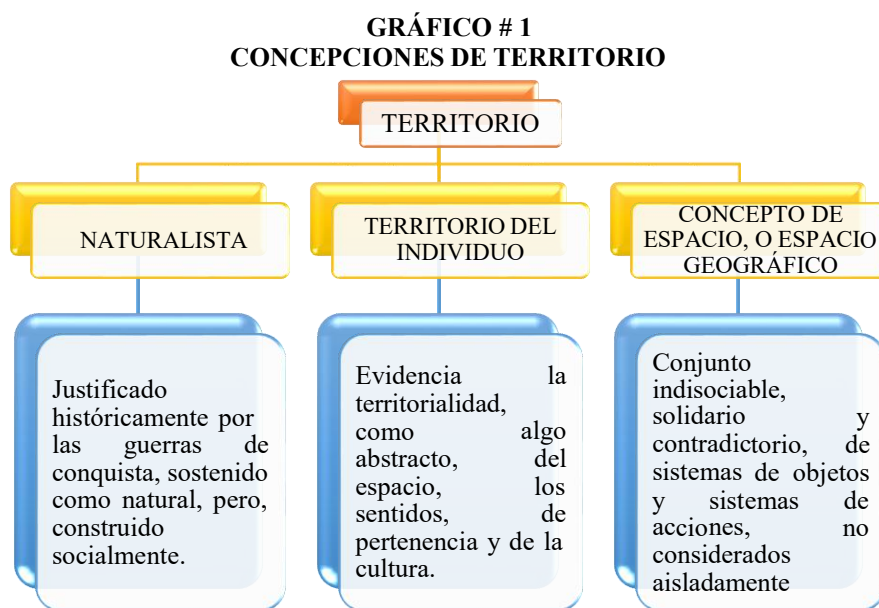 GRÁFICO # 1
CONCEPCIONES DE TERRITORIO
TERRITORIO
NATURALISTA
TERRITORIO DEL
INDIVIDUO
CONCEPTO DE
ESPACIO, O ESPACIO
GEOGRÁFICO
Justificado
históricamente por
las guerras de
conquista, sostenido
como natural, pero,
construido
socialmente.
Evidencia la
territorialidad,
como algo
abstracto, del
espacio, los
sentidos, de
pertenencia y de la
cultura.
Conjunto
indisociable,
solidario y
contradictorio, de
sistemas de objetos
y sistemas de
acciones, no
considerados
aisladamente